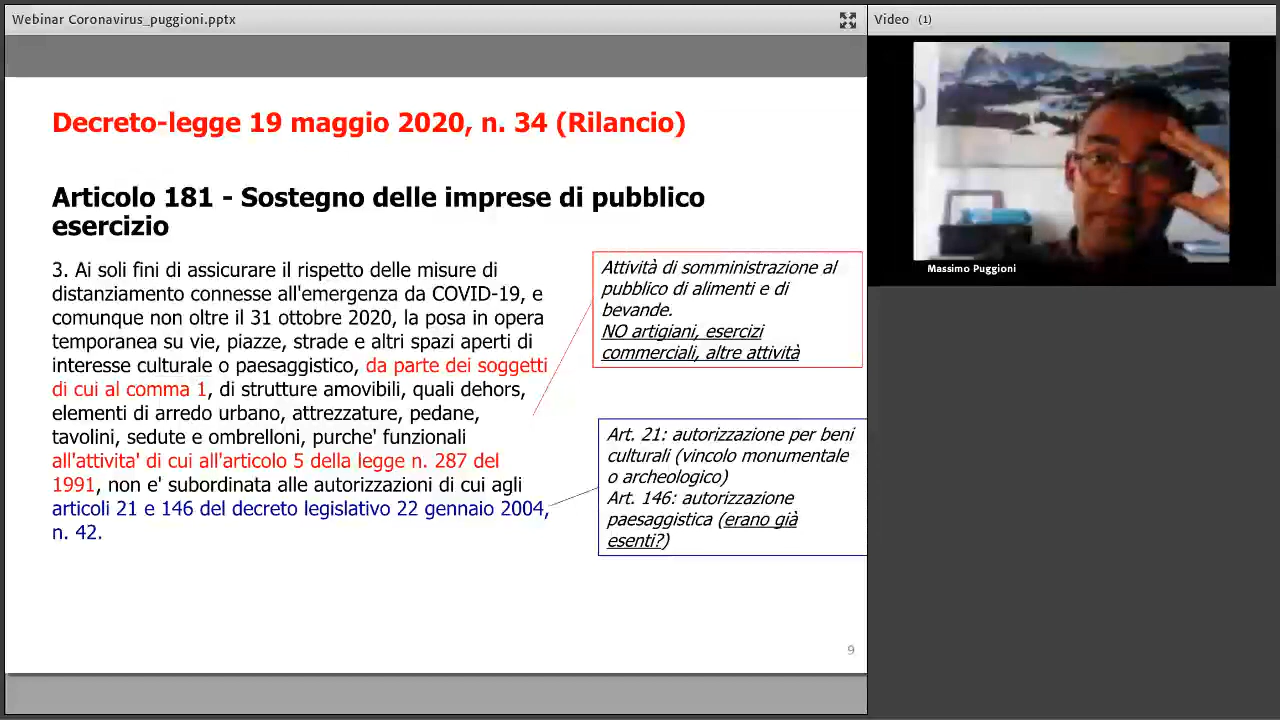 Webinar Coronavirus_puggioni.pptx
Video (1)
Massimo Puggioni
Decreto-legge 19 maggio 2020, n. 34 (Rilancio)
Articolo 181 - Sostegno delle imprese di pubblico
esercizio
3. Ai soli fini di assicurare il rispetto delle misure di
distanziamento connesse all'emergenza da COVID-19, e
comunque non oltre il 31 ottobre 2020, la posa in opera
temporanea su vie, piazze, strade e altri spazi aperti di
interesse culturale o paesaggistico, da parte dei soggetti
di cui al comma 1, di strutture amovibili, quali dehors,
elementi di arredo urbano, attrezzature, pedane,
tavolini, sedute e ombrelloni, purche' funzionali
all'attivita' di cui all'articolo 5 della legge n. 287 del
1991, non e' subordinata alle autorizzazioni di cui agli
articoli 21 e 146 del decreto legislativo 22 gennaio 2004,
n. 42.
Attività di somministrazione al
pubblico di alimenti e di
bevande.
NO artigiani, esercizi
commerciali, altre attività
Art. 21: autorizzazione per beni
culturali (vincolo monumentale
o archeologico)
Art. 146: autorizzazione
paesaggistica (erano già
esenti?)
9